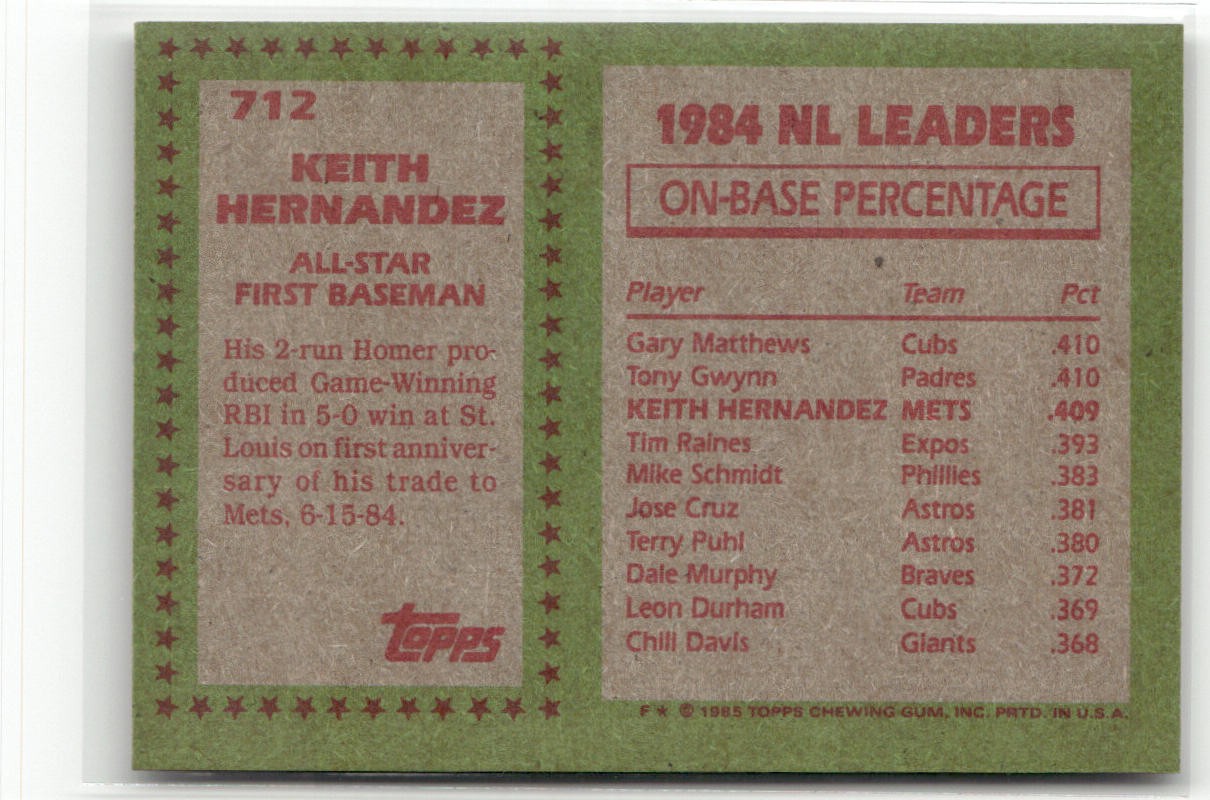 712
KEITH
HERNANDEZ
ALL-STAR
FIRST BASEMAN
His 2-run Homer pro-
duced Game-Winning
RBI in 5-0 win at St.
Louis on first anniver-
sary of his trade to
Mets, 6-15-84.
topps
1984 NL LEADERS
ON-BASE PERCENTAGE
Player Team Pct
Gary Matthews Cubs .410
Tony Gwynn Padres .410
KEITH HERNANDEZ METS .409
Tim Raines Expos .393
Mike Schmidt Phillies .383
Jose Cruz Astros .381
Terry Puhl Astros .380
Dale Murphy Braves .372
Leon Durham Cubs .369
Chili Davis Giants .368
F ★ © 1985 TOPPS CHEWING GUM, INC. PRTD. IN U.S.A.